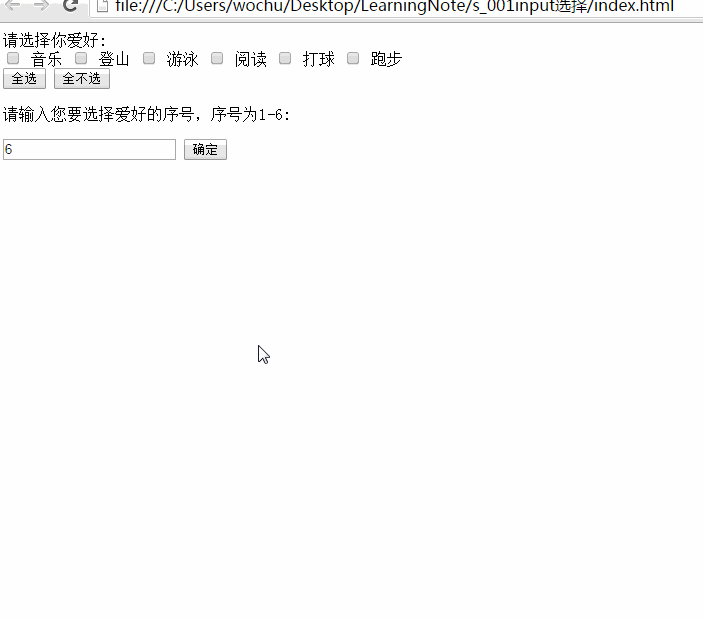 file:///C:/Users/wochu/Desktop/LearningNote/s_001input选择/index.html
请选择你爱好:
音乐 登山 游泳 阅读 打球 跑步
全选 全不选
请输入您要选择爱好的序号，序号为1-6:
6 确定